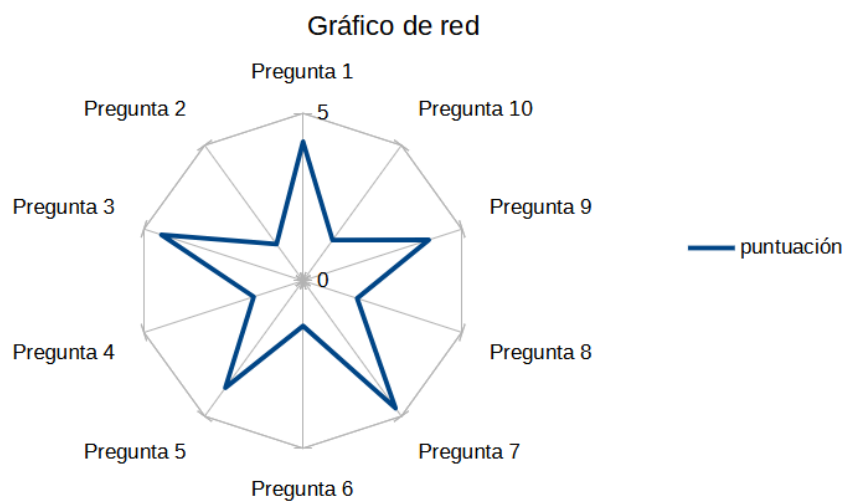 Gráfico de red
Pregunta 1
Pregunta 2
Pregunta 10
5
Pregunta 3
Pregunta 9
puntuación
0
Pregunta 4
Pregunta 8
Pregunta 5
Pregunta 7
Pregunta 6